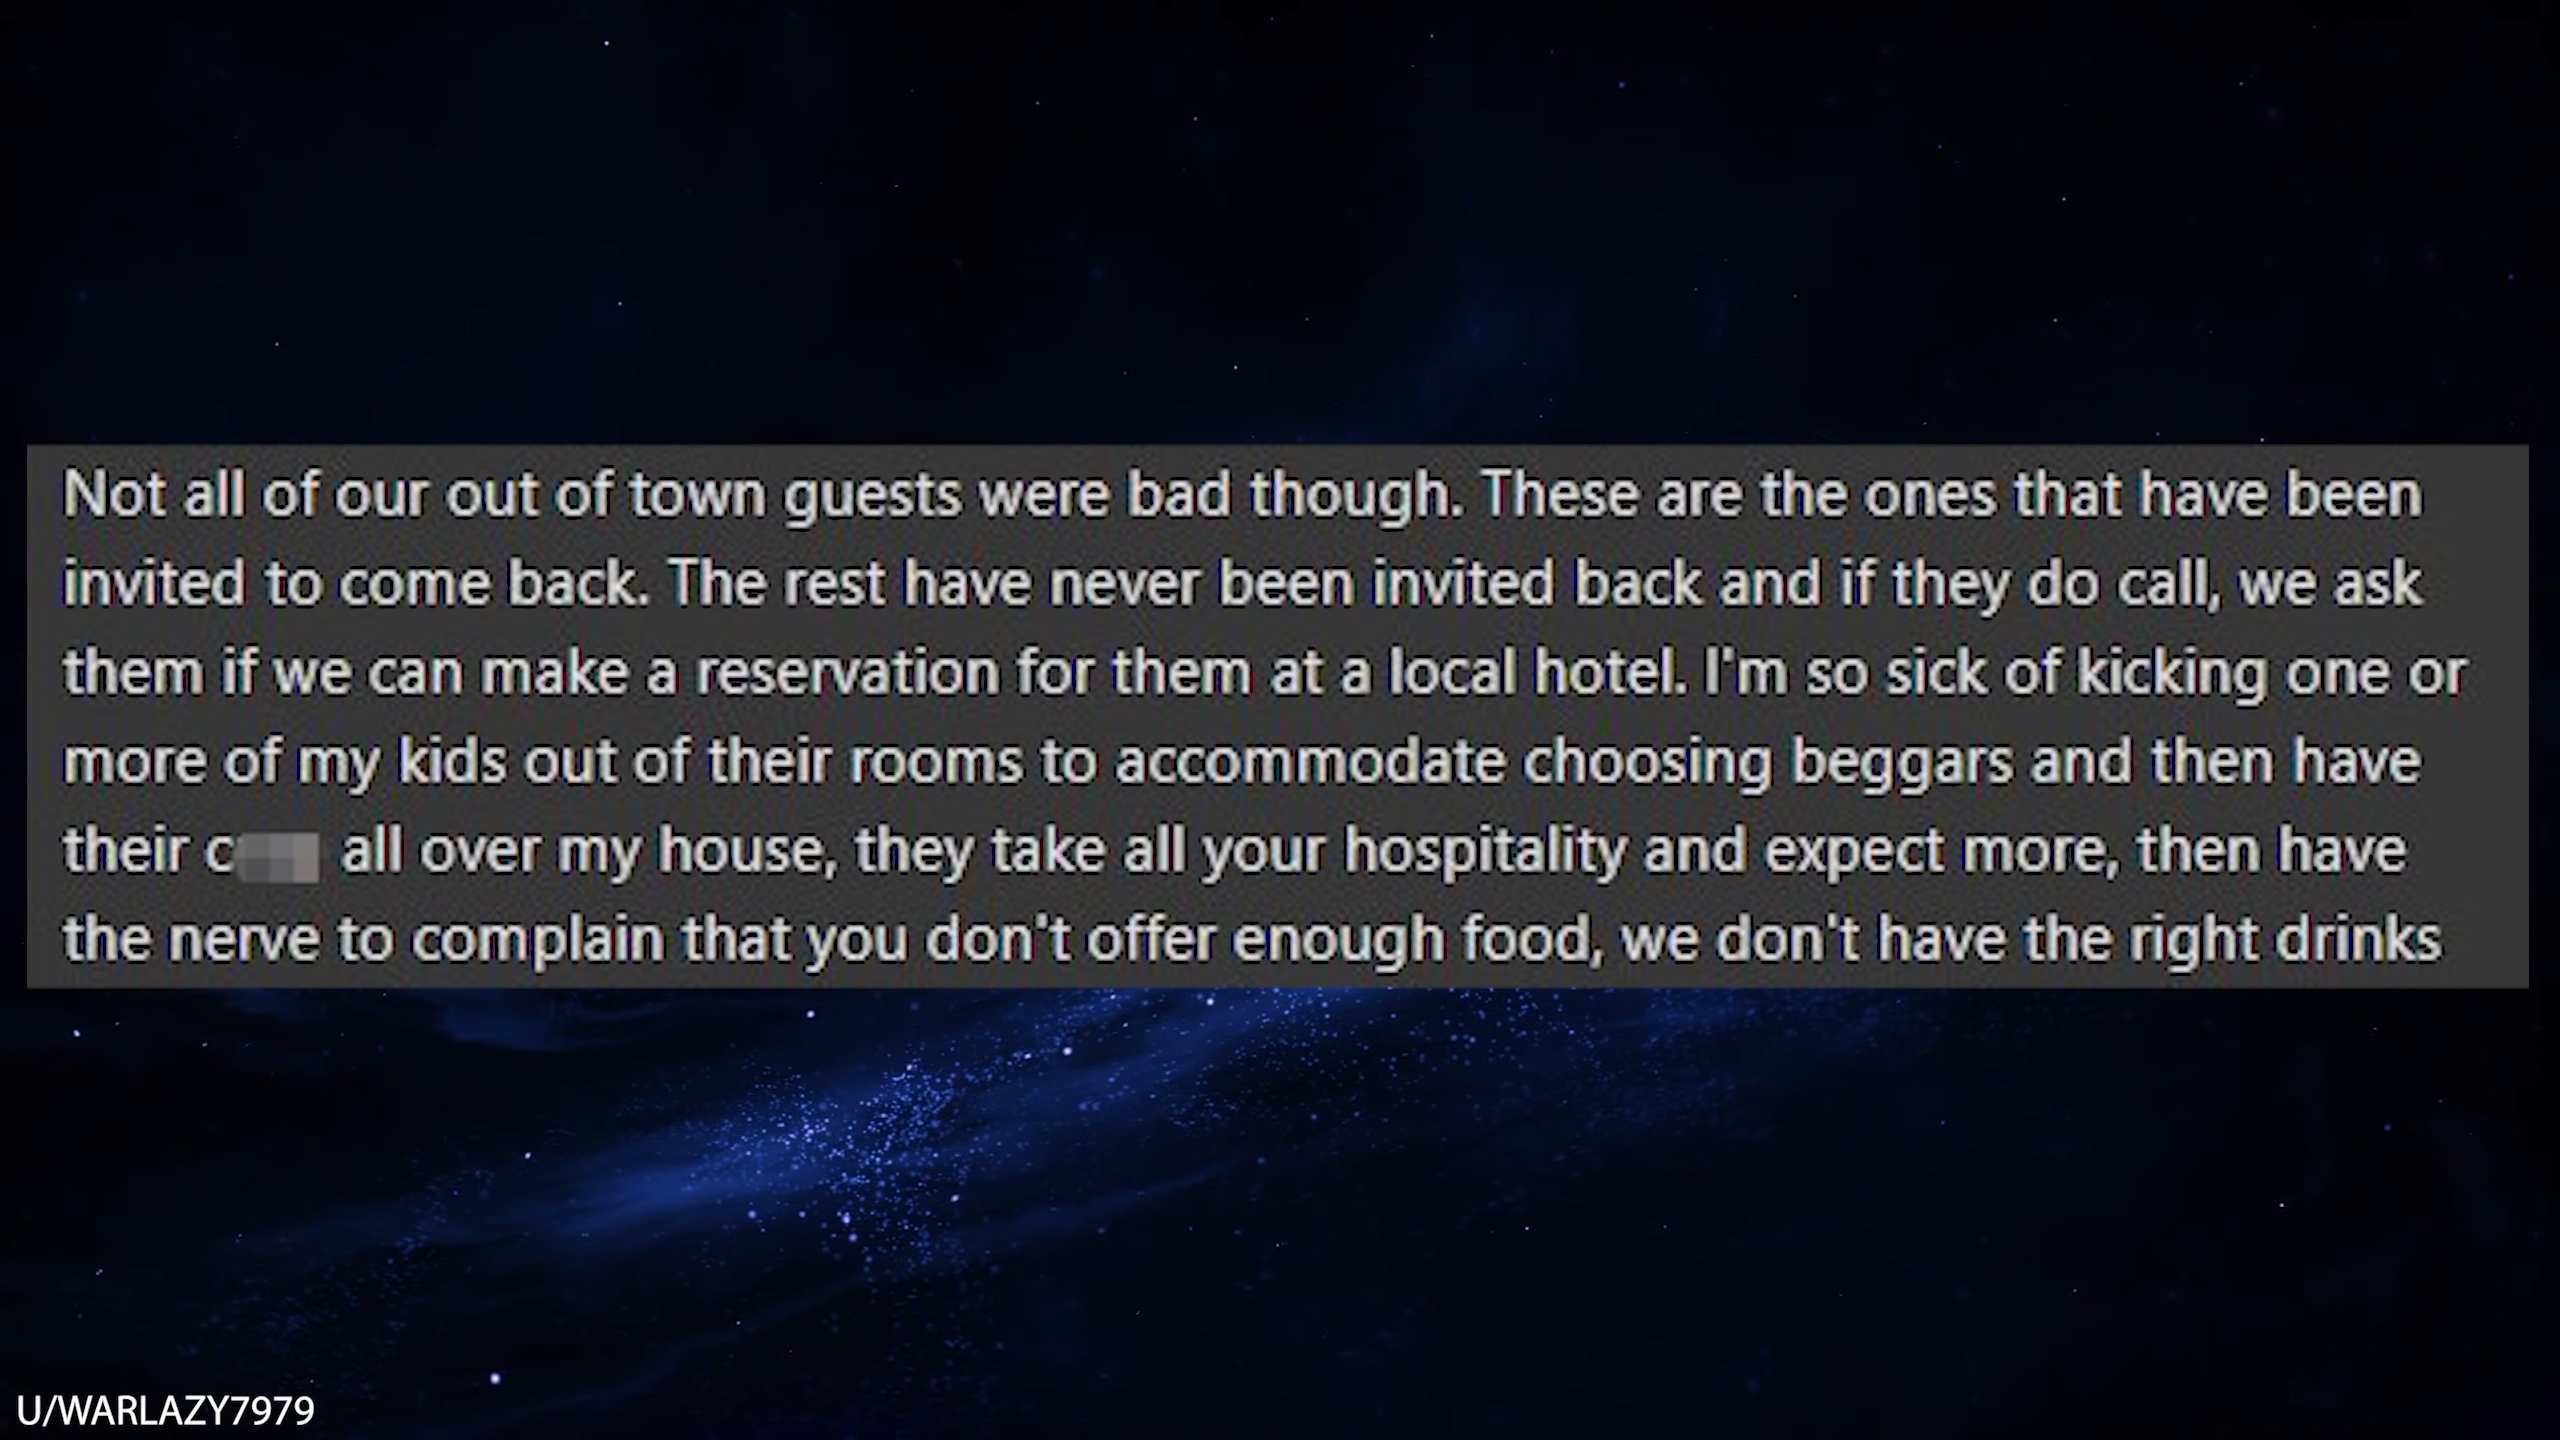 Not all of our out of town guests were bad though. These are the ones that have been
invited to come back. The rest have never been invited back and if they do call, we ask
them if we can make a reservation for them at a local hotel. I'm so sick of kicking one or
more of my kids out of their rooms to accommodate choosing beggars and then have
their c all over my house, they take all your hospitality and expect more, then have
the nerve to complain that you don't offer enough food, we don't have the right drinks
U/WARLAZY7979